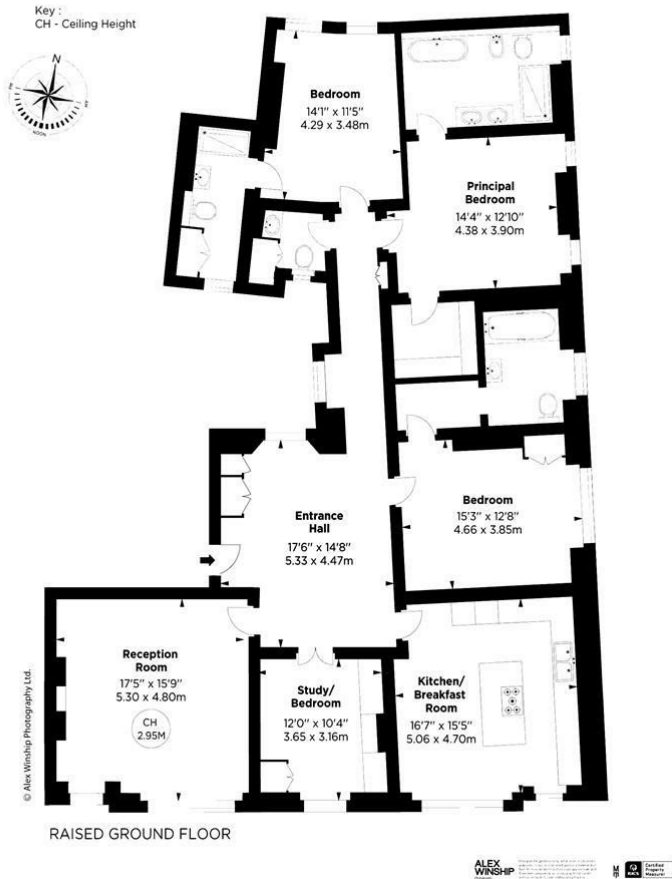 Key :
CH - Ceiling Height
N
NOON
Bedroom
14'1" x 11'5"
4.29 x 3.48m
Principal
Bedroom
14'4" x 12'10"
4.38 x 3.90m
Bedroom
15'3" x 12'8"
4.66 x 3.85m
Entrance
Hall
17'6" x 14'8"
5.33 x 4.47m
Reception
Room
17'5" x 15'9"
5.30 x 4.80m
CH
2.95M
Study/
Bedroom
12'0" x 10'4"
3.65 x 3.16m
Kitchen/
Breakfast
Room
16'7" x 15'5"
5.06 x 4.70m
© Alex Winship Photography Ltd.
RAISED GROUND FLOOR
ALEX
WINSHIP
RICS
Certified
Property
Measurer